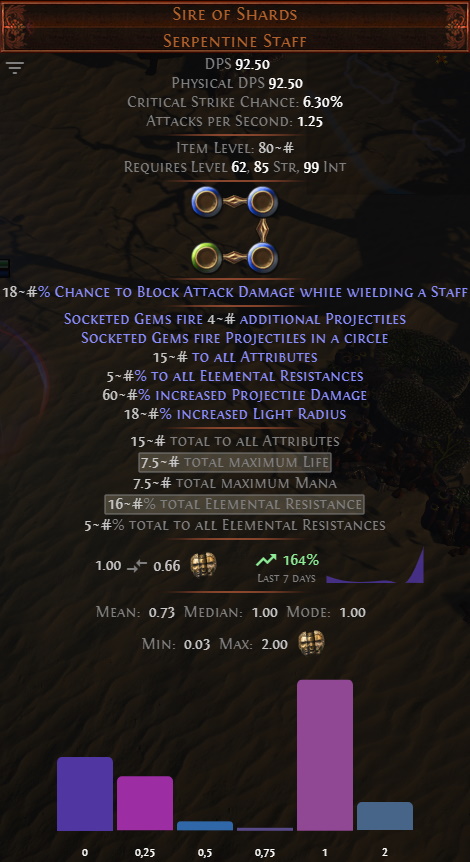 Sire of Shards
Serpentine Staff
DPS 92.50
Physical DPS 92.50
Critical Strike Chance: 6.30%
Attacks per Second: 1.25
Item Level: 80~#
Requires Level 62, 85 Str, 99 Int
18~#% Chance to Block Attack Damage while wielding a Staff
Socketed Gems fire 4~# additional Projectiles
Socketed Gems fire Projectiles in a circle
15~# to all Attributes
5~#% to all Elemental Resistances
60~#% increased Projectile Damage
18~#% increased Light Radius
15~# total to all Attributes
7.5~# total maximum Life
7.5~# total maximum Mana
16~#% total Elemental Resistance
5~#% total to all Elemental Resistances
1.00 0.66 164%
Last 7 days
Mean: 0.73 Median: 1.00 Mode: 1.00
Min: 0.03 Max: 2.00
0 0,25 0,5 0,75 1 2